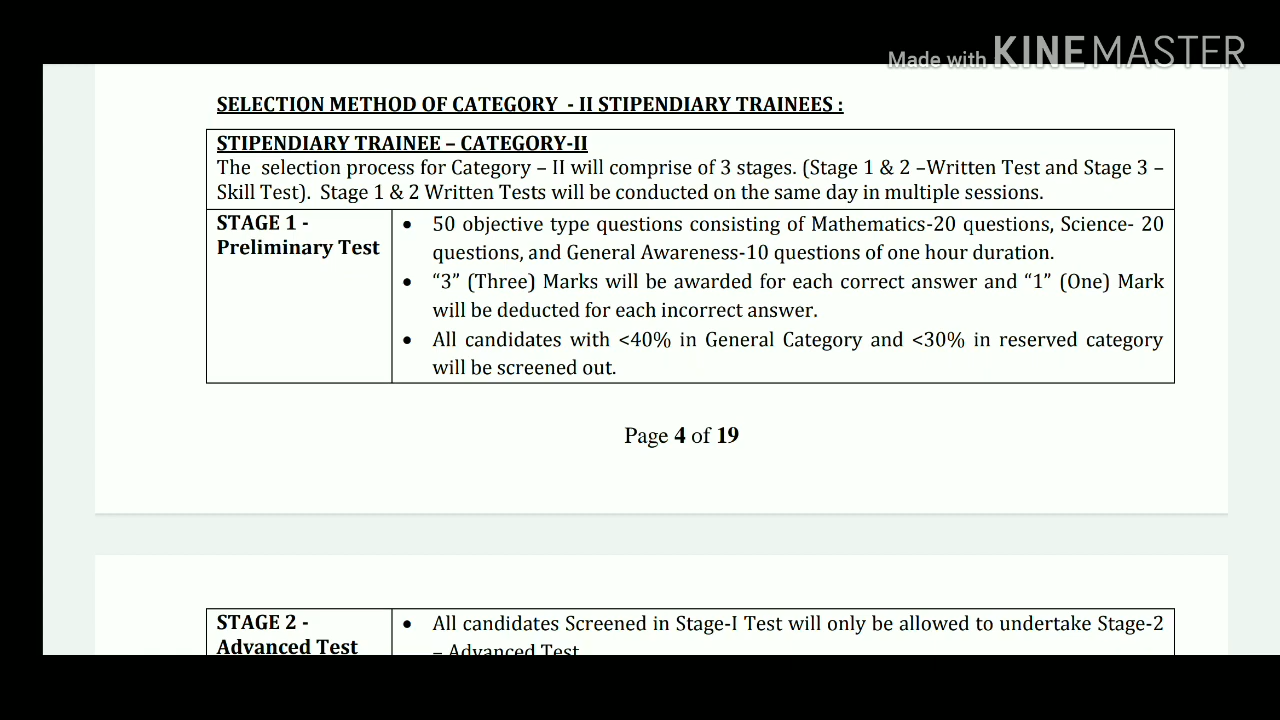 Made with KINEMASTER
SELECTION METHOD OF CATEGORY - II STIPENDIARY TRAINEES :
STIPENDIARY TRAINEE – CATEGORY-II
The selection process for Category – II will comprise of 3 stages. (Stage 1 & 2 –Written Test and Stage 3 –
Skill Test). Stage 1 & 2 Written Tests will be conducted on the same day in multiple sessions.
STAGE 1 -
Preliminary Test
• 50 objective type questions consisting of Mathematics-20 questions, Science- 20
questions, and General Awareness-10 questions of one hour duration.
• “3” (Three) Marks will be awarded for each correct answer and “1” (One) Mark
will be deducted for each incorrect answer.
• All candidates with <40% in General Category and <30% in reserved category
will be screened out.
Page 4 of 19
STAGE 2 -
Advanced Test
• All candidates Screened in Stage-I Test will only be allowed to undertake Stage-2
– Advanced Test